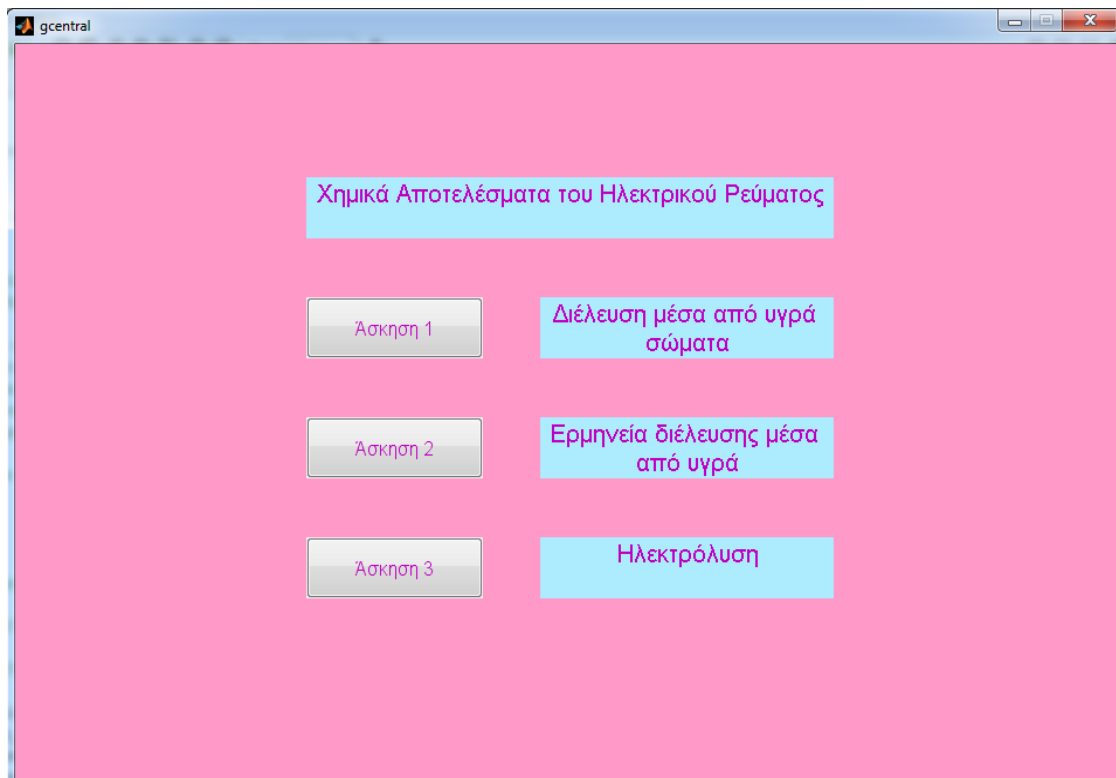 gcentral
Χημικά Αποτελέσματα του Ηλεκτρικού Ρεύματος
Άσκηση 1
Διέλευση μέσα από υγρά
σώματα
Άσκηση 2
Ερμηνεία διέλευσης μέσα
από υγρά
Άσκηση 3
Ηλεκτρόλυση